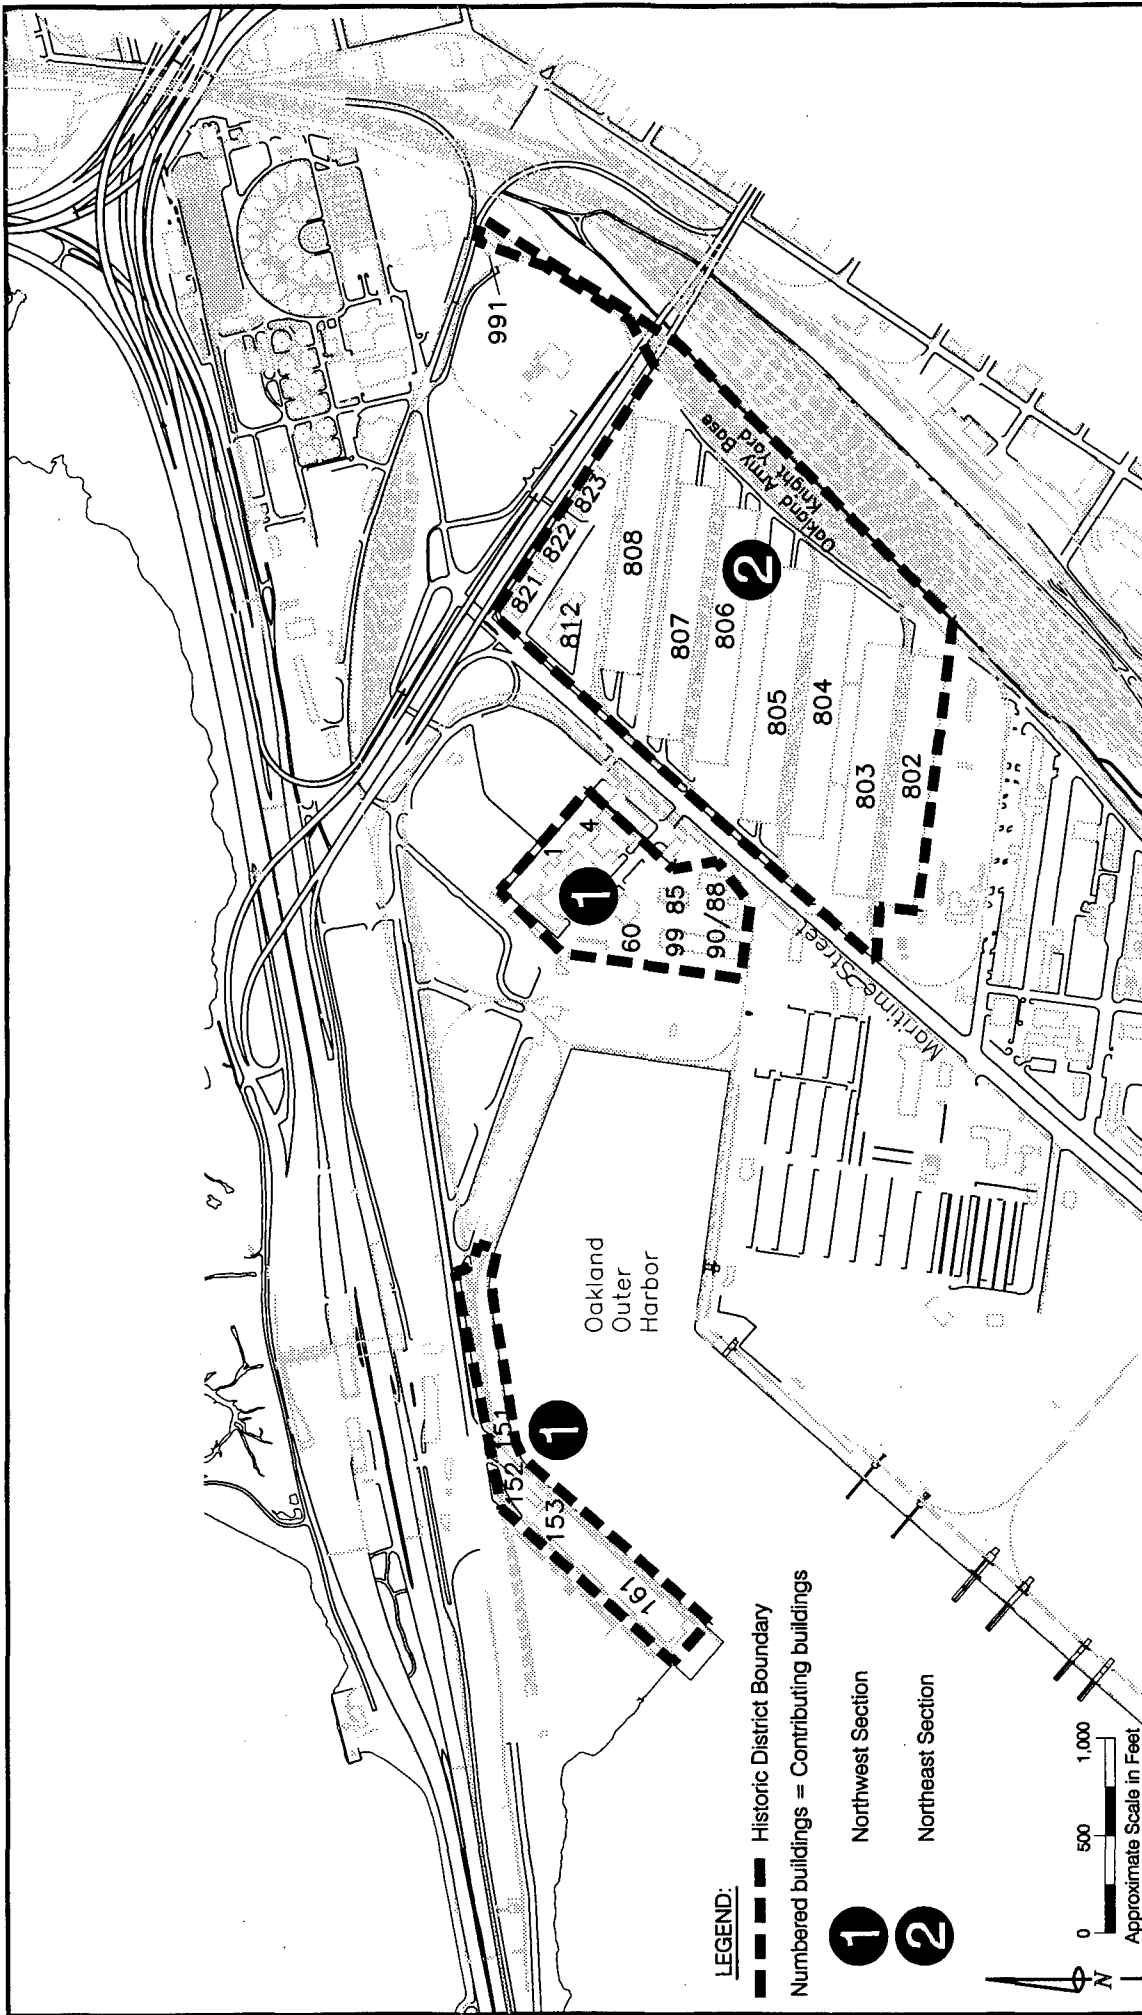 991
821
822
823
812
808
807
806
2
Oakland Army Base
Knight Yard
805
804
803
802
1
4
1
60
99
85
90/88
Maritime Street
Oakland
Outer
Harbor
151
1
152
153
161
LEGEND:
Historic District Boundary
Numbered buildings = Contributing buildings
1 Northwest Section
2 Northeast Section
0 500 1,000
Approximate Scale in Feet
N